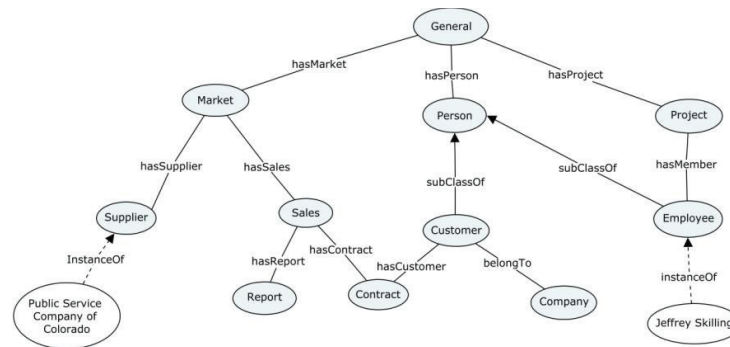 General
hasMarket
hasPerson
hasProject
Market
Person
Project
hasSupplier
hasSales
subClassOf
subClassOf
hasMember
Supplier
Sales
Customer
Employee
InstanceOf
hasReport
hasContract
hasCustomer
belongTo
instanceOf
Public Service
Company of
Colorado
Report
Contract
Company
Jeffrey Skilling